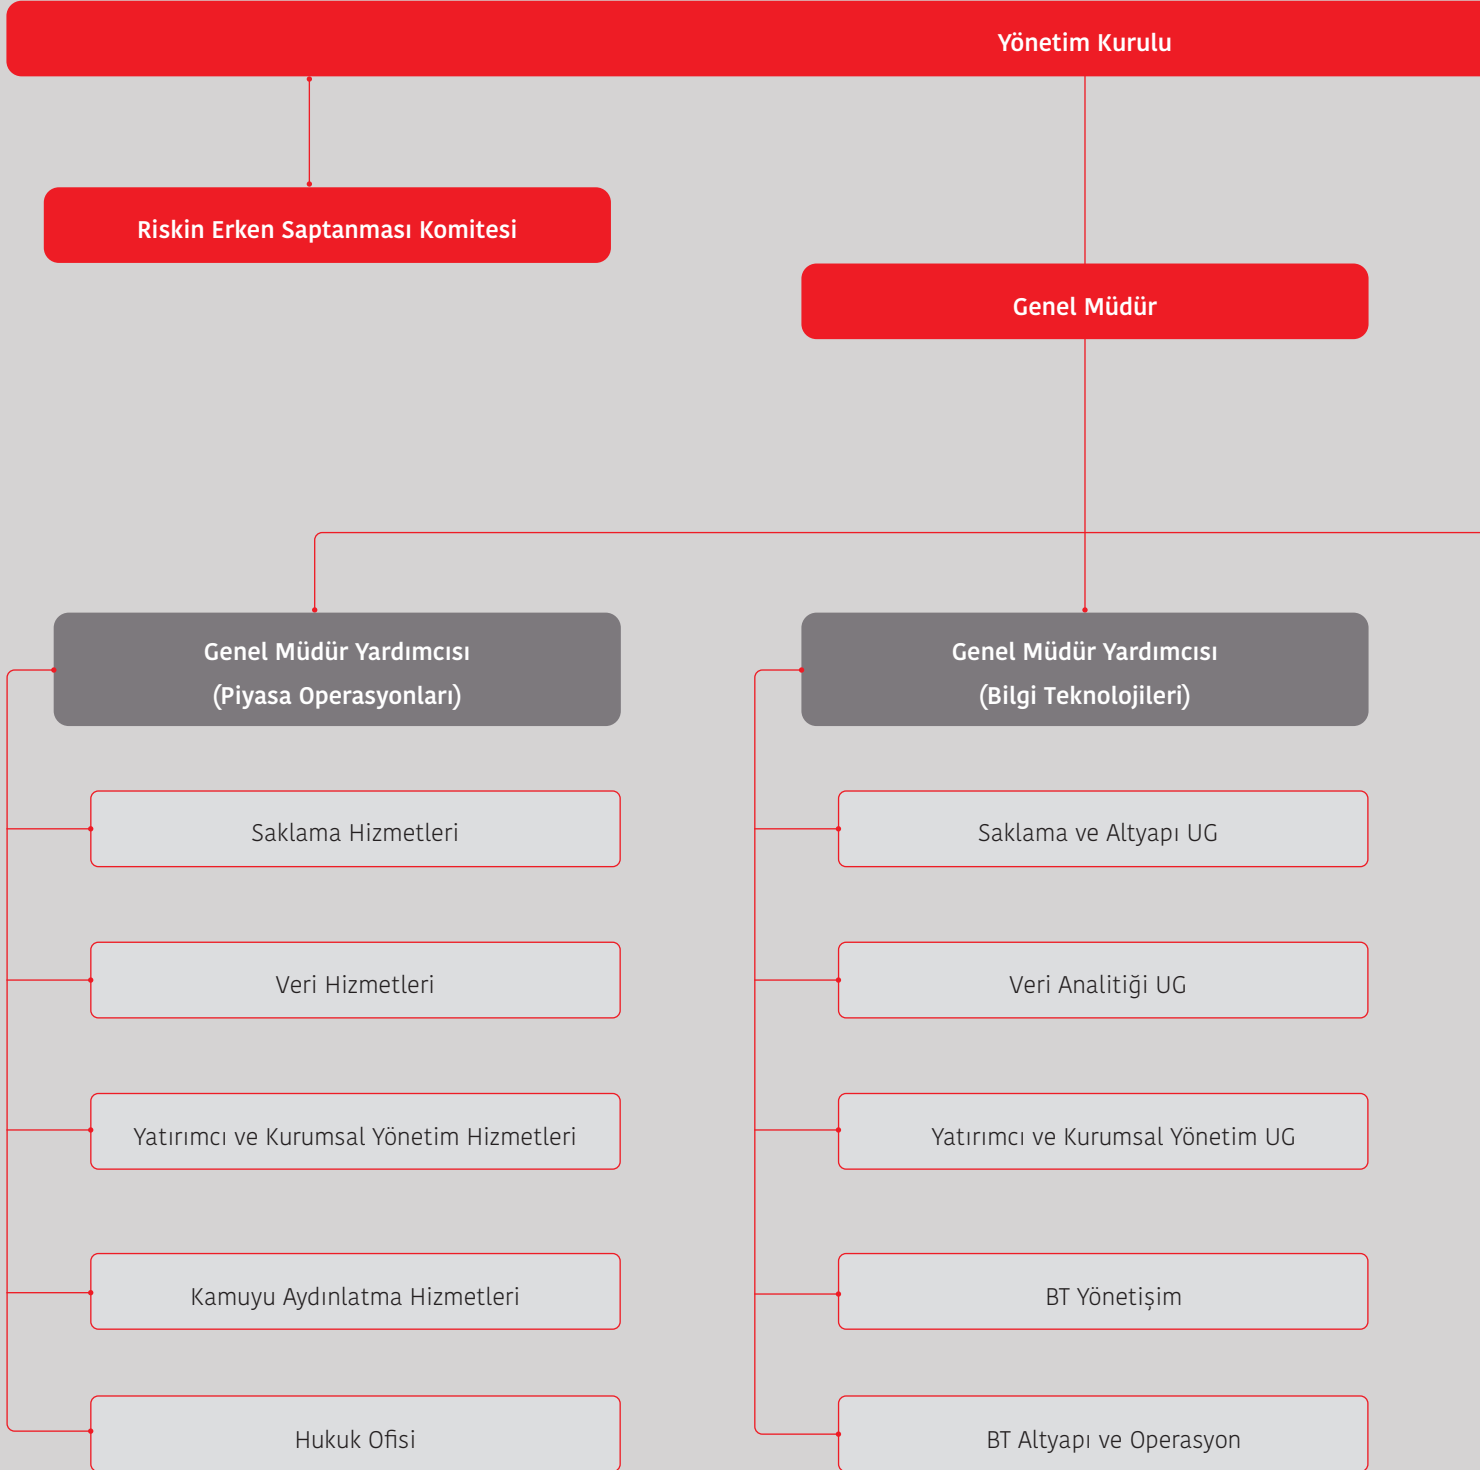 Yönetim Kurulu
Riskin Erken Saptanması Komitesi
Genel Müdür
Genel Müdür Yardımcısı
(Piyasa Operasyonları)
Saklama Hizmetleri
Veri Hizmetleri
Yatırımcı ve Kurumsal Yönetim Hizmetleri
Kamuyu Aydınlatma Hizmetleri
Hukuk Ofisi
Genel Müdür Yardımcısı
(Bilgi Teknolojileri)
Saklama ve Altyapı UG
Veri Analitiği UG
Yatırımcı ve Kurumsal Yönetim UG
BT Yönetişim
BT Altyapı ve Operasyon